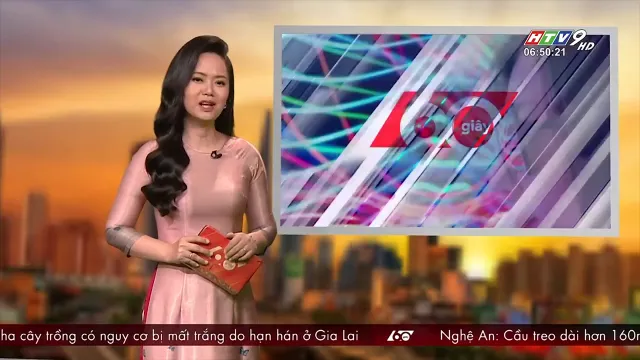 HTV9 HD
06:50:21
60 giây
ha cây trồng có nguy cơ bị mất trắng do hạn hán ở Gia Lai 60 Nghệ An: Cầu treo dài hơn 160m